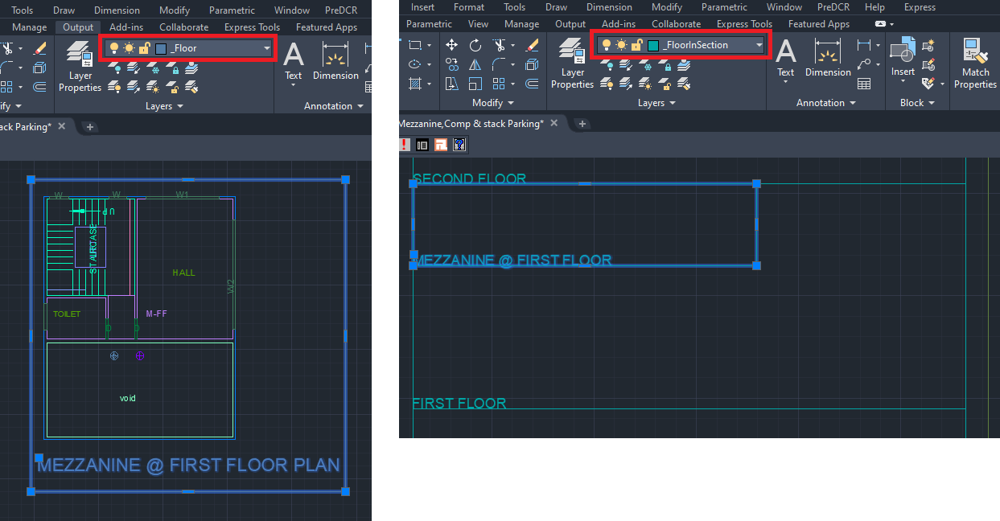 Tools Draw Dimension Modify Parametric Window PreDCR
Manage Output Add-ins Collaborate Express Tools Featured Apps
_Floor
Layer
Properties
Text
Dimension
ify
Layers
Annotation
ack Parking*
W W W1
UP
STAIRCASE
HALL
W2
TOILET
M-FF
D D
void
MEZZANINE @ FIRST FLOOR PLAN
Insert Format Tools Draw Dimension Modify Parametric Window PreDCR Help Express
Parametric View Manage Output Add-ins Collaborate Express Tools Featured Apps
_FloorInSection
Layer
Properties
Text
Dimension
Insert
Match
Properties
Modify
Layers
Annotation
Block
Mezzanine,Comp & stack Parking*
SECOND FLOOR
MEZZANINE @ FIRST FLOOR
FIRST FLOOR